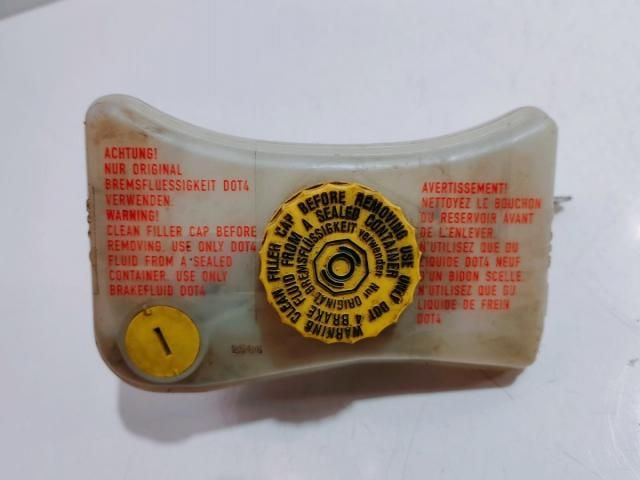 ACHTUNG!
NUR ORIGINAL
BREMSFLUESSIGKEIT DOT4
VERWENDEN.
WARNING!
CLEAN FILLER CAP BEFORE
REMOVING. USE ONLY DOT4
FLUID FROM A SEALED
CONTAINER. USE ONLY
BRAKEFLUID DOT4
WARNING CLEAN FILLER CAP BEFORE REMOVING USE ONLY DOT 4 BRAKE
FLUID FROM A SEALED CONTAINER
Nur ORIGINAL-BREMSFLÜSSIGKEIT verwenden
AVERTISSEMENT!
NETTOYEZ LE BOUCHON
DU RESERVOIR AVANT
DE L'ENLEVER.
N'UTILISEZ QUE DU
LIQUIDE DOT4 NEUF
UN BIDON SCELLE.
N'UTILISEZ QUE DU
LIQUIDE DE FREIN
DOT4